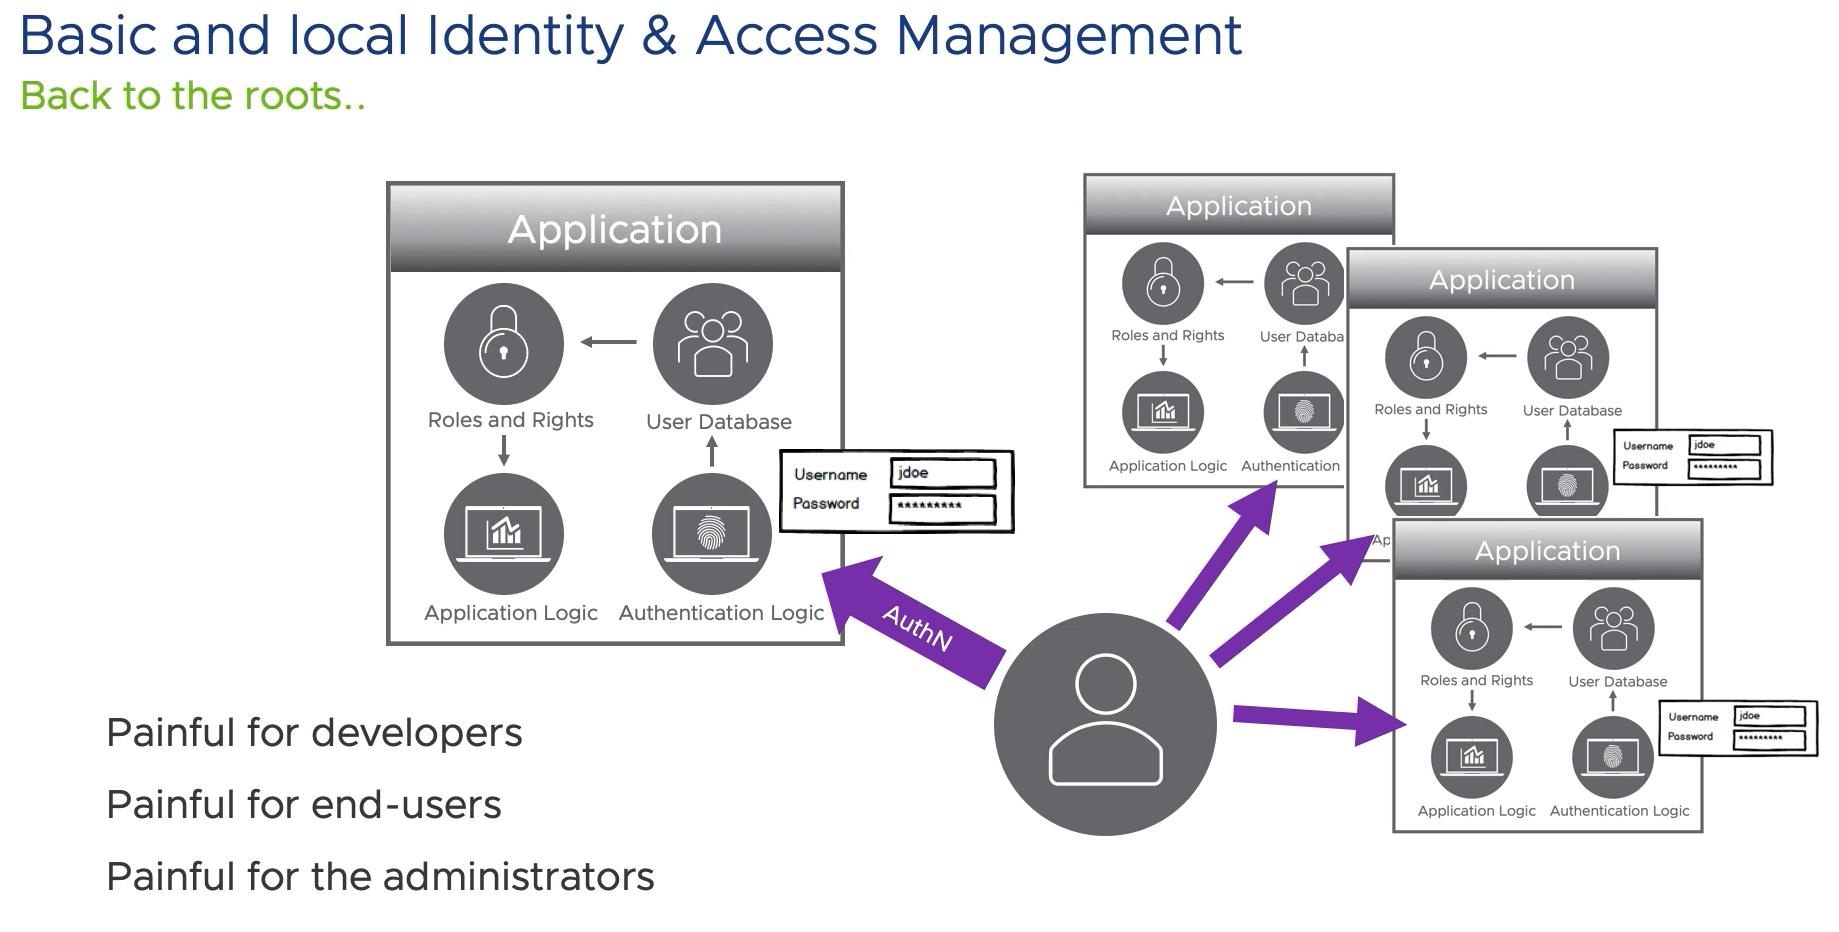 Basic and local Identity & Access Management
Back to the roots..
Application
Roles and Rights
User Database
Application Logic
Authentication Logic
Username jdoe
Password *********
AuthN
Application
Roles and Rights
User Databa
Application Logic
Authentication
Application
Roles and Rights
User Database
Username jdoe
Password *********
Ap
Application
Roles and Rights
User Database
Application Logic
Authentication Logic
Username jdoe
Password *********
Painful for developers
Painful for end-users
Painful for the administrators